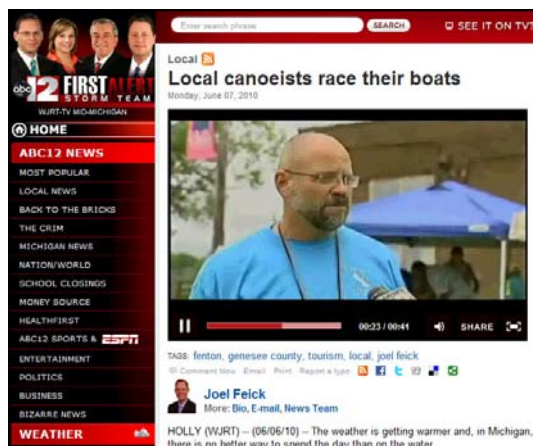 Enter search phrase
SEARCH
SEE IT ON TV?
abc 12 FIRST ALERT
STORM TEAM
WJRT-TV MID-MICHIGAN
HOME
ABC12 NEWS
MOST POPULAR
LOCAL NEWS
BACK TO THE BRICKS
THE CRIM
MICHIGAN NEWS
NATION/WORLD
SCHOOL CLOSINGS
MONEY SOURCE
HEALTHFIRST
ABC12 SPORTS & ESPN
ENTERTAINMENT
POLITICS
BUSINESS
BIZARRE NEWS
WEATHER
Local
Local canoeists race their boats
Monday, June 07, 2010
00:23 / 00:41
SHARE
TAGS: fenton, genesee county, tourism, local, joel feick
Comment Now Email Print Report a typo
Joel Feick
More: Bio, E-mail, News Team
HOLLY (WJRT) -- (06/06/10) -- The weather is getting warmer and, in Michigan,
there is no better way to spend the day than on the water.